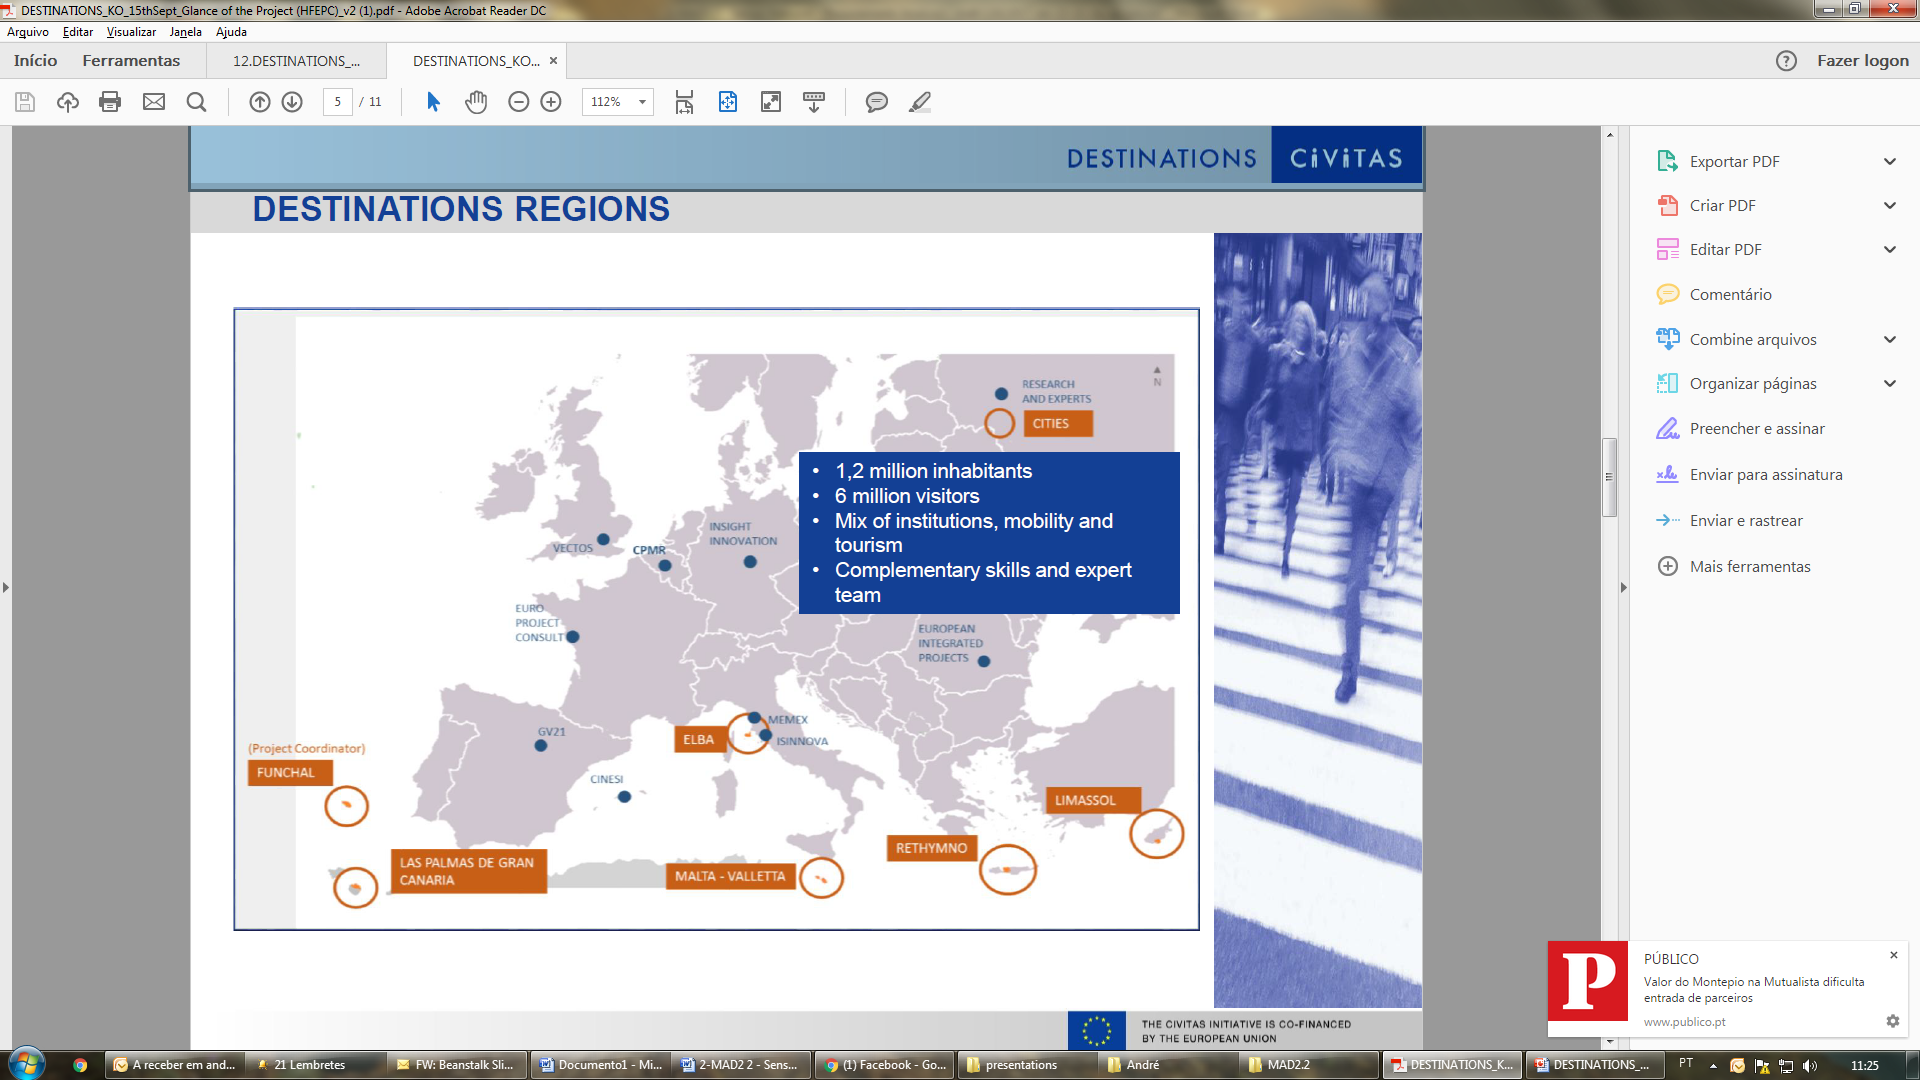 DESTINATIONS_KO_15thSept_Glance of the Project (HFEPC)_v2 (1).pdf - Adobe Acrobat Reader DC
Arquivo Editar Visualizar Janela Ajuda
Início Ferramentas 12.DESTINATIONS_... DESTINATIONS_KO... × Fazer logon
5 / 11 112%
DESTINATIONS CiViTAS
DESTINATIONS REGIONS
N
RESEARCH
AND EXPERTS
CITIES
• 1,2 million inhabitants
• 6 million visitors
• Mix of institutions, mobility and
tourism
• Complementary skills and expert
team
VECTOS
CPMR
INSIGHT
INNOVATION
EURO
PROJECT
CONSULT
EUROPEAN
INTEGRATED
PROJECTS
GV21
ELBA
MEMEX
ISINNOVA
CINESI
(Project Coordinator)
FUNCHAL
LIMASSOL
RETHYMNO
LAS PALMAS DE GRAN
CANARIA
MALTA - VALLETTA
THE CIVITAS INITIATIVE IS CO-FINANCED
BY THE EUROPEAN UNION
Exportar PDF
Criar PDF
Editar PDF
Comentário
Combine arquivos
Organizar páginas
Preencher e assinar
Enviar para assinatura
Enviar e rastrear
Mais ferramentas
P
PÚBLICO
Valor do Montepio na Mutualista dificulta
entrada de parceiros
www.publico.pt
A receber em and... 21 Lembretes FW: Beanstalk Sli... Documento1 - Mi... 2-MAD2 2 - Sens... (1) Facebook - Go... presentations André MAD2.2 DESTINATIONS_K... DESTINATIONS_... PT 11:25